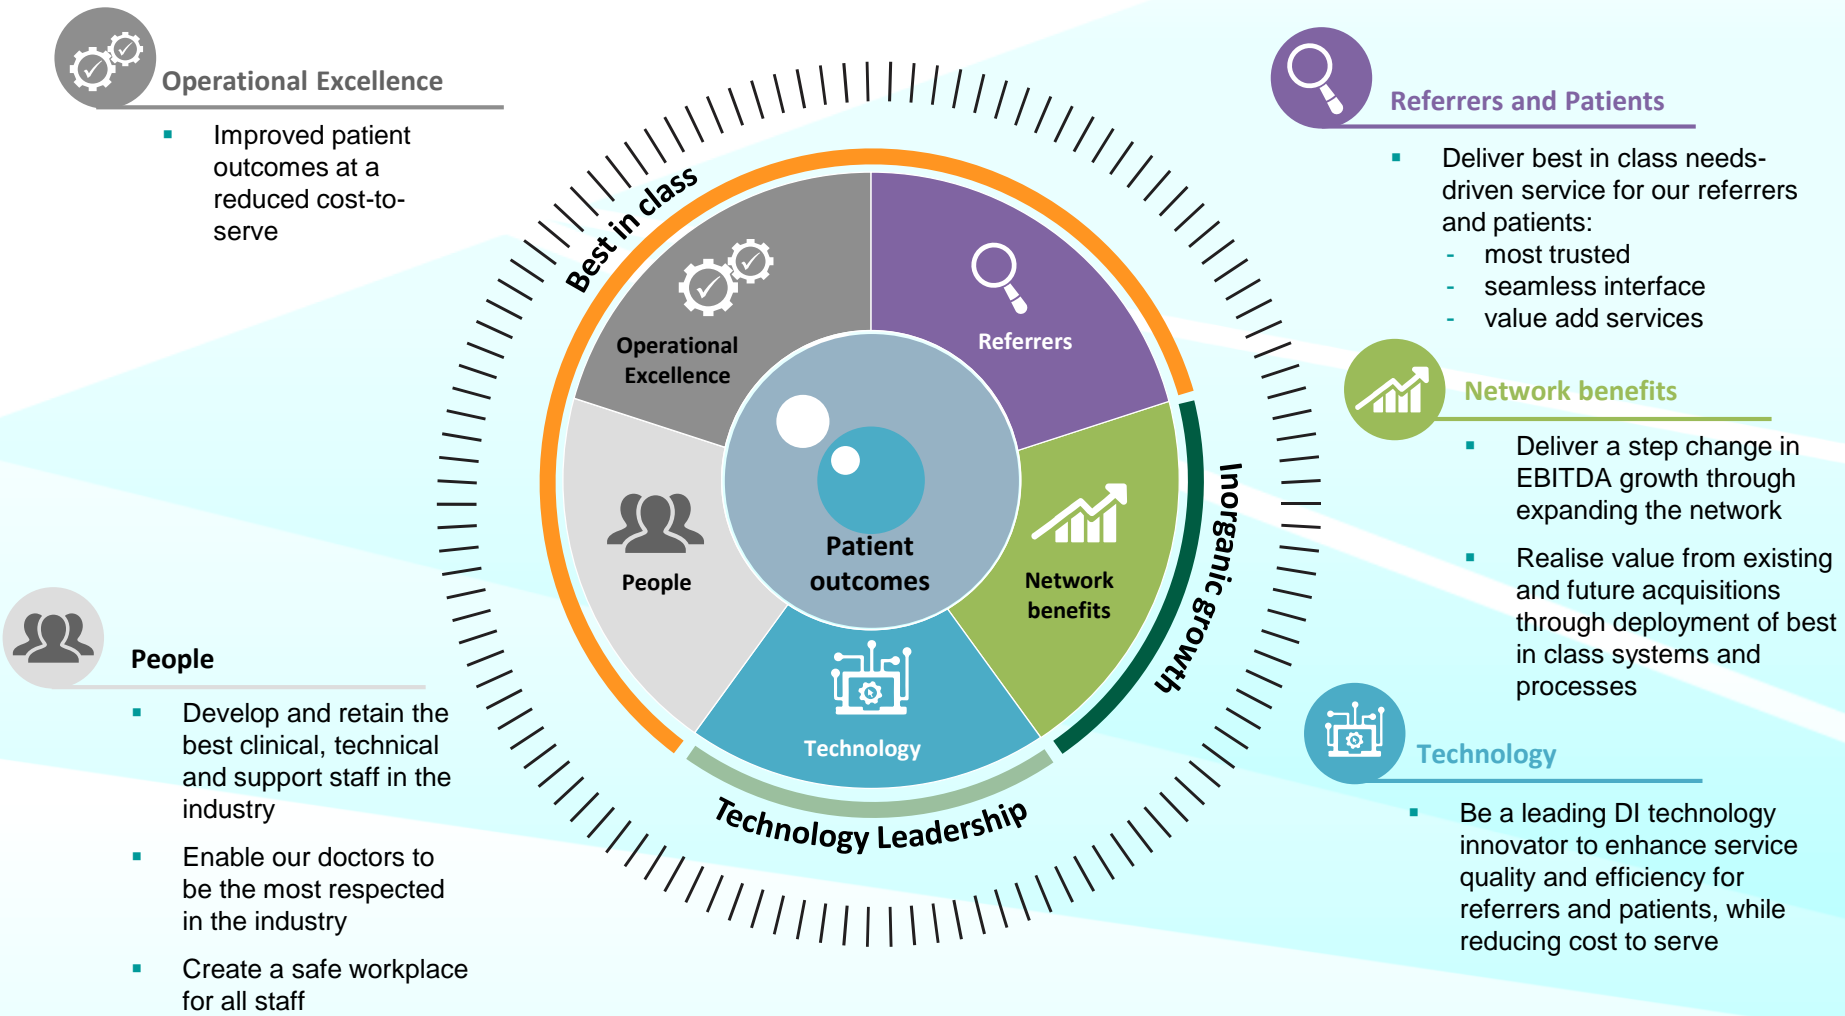 Operational Excellence
Improved patient
outcomes at a
reduced cost-to-
serve
People
Develop and retain the
best clinical, technical
and support staff in the
industry
Enable our doctors to
be the most respected
in the industry
Create a safe workplace
for all staff
Best in class
Operational
Excellence
Referrers
People
Patient
outcomes
Network
benefits
Technology
Inorganic growth
Technology Leadership
Referrers and Patients
Deliver best in class needs-
driven service for our referrers
and patients:
- most trusted
- seamless interface
- value add services
Network benefits
Deliver a step change in
EBITDA growth through
expanding the network
Realise value from existing
and future acquisitions
through deployment of best
in class systems and
processes
Technology
Be a leading DI technology
innovator to enhance service
quality and efficiency for
referrers and patients, while
reducing cost to serve